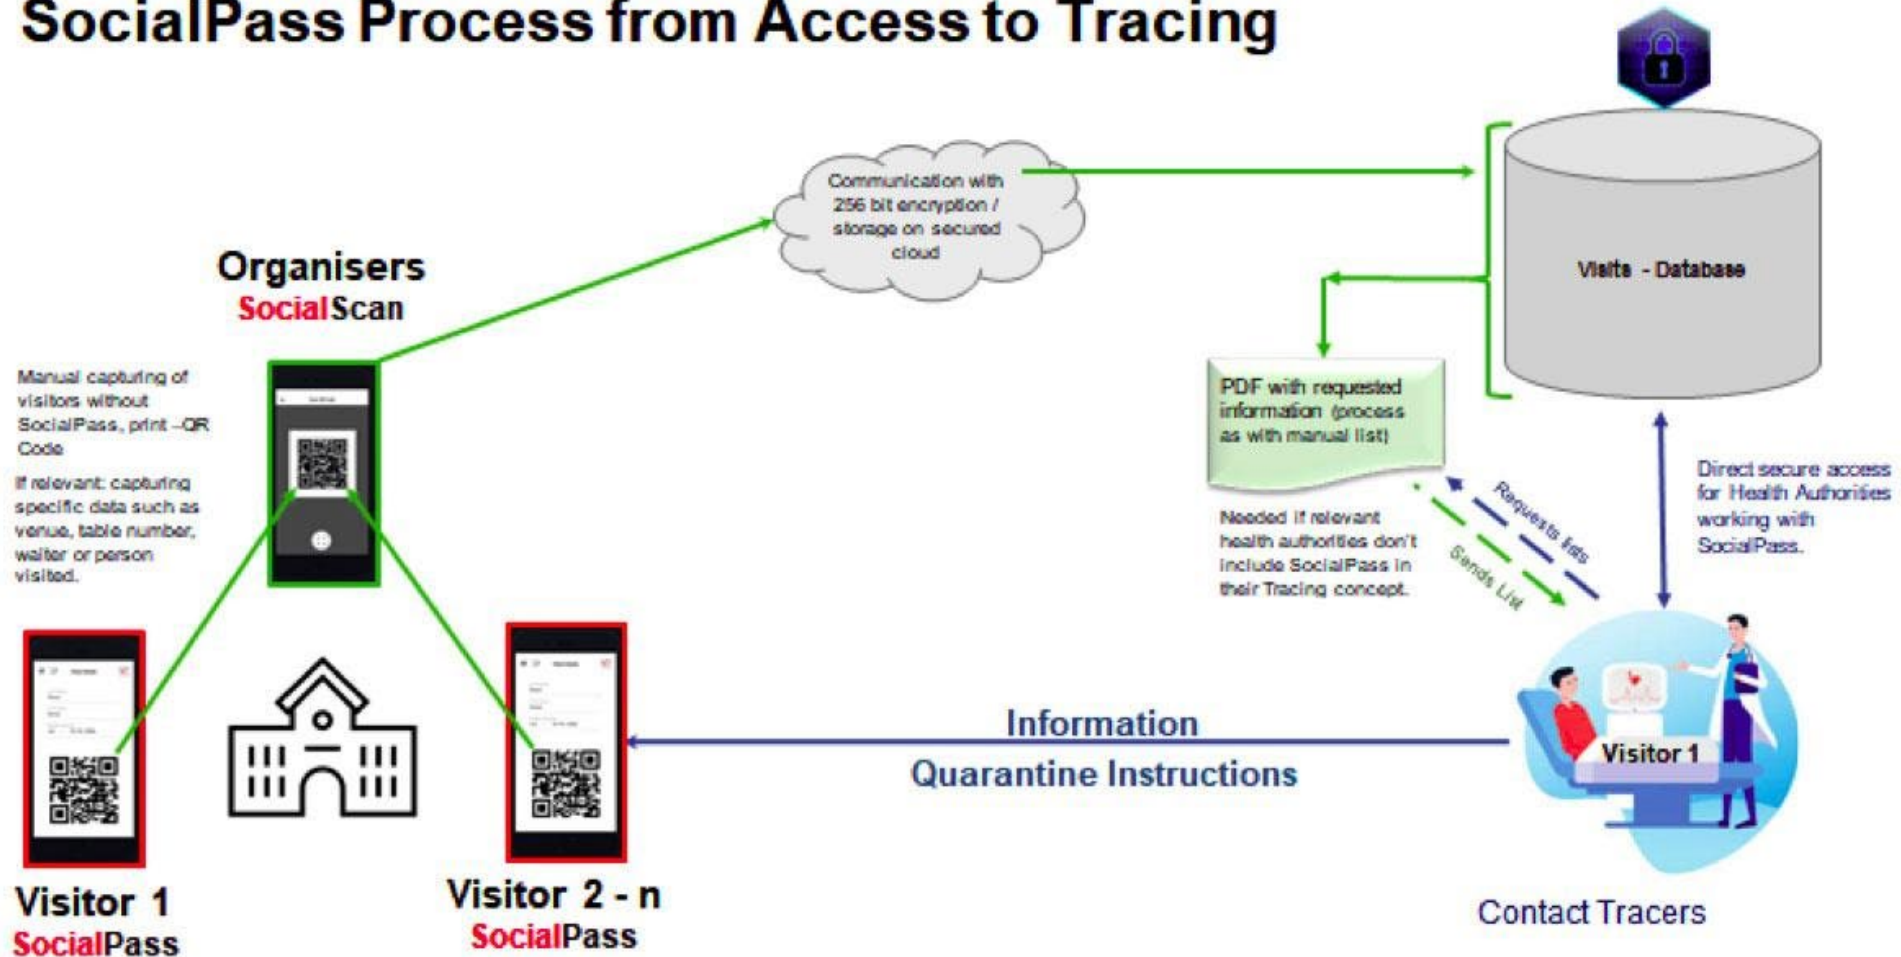 SocialPass Process from Access to Tracing
Communication with
256 bit encryption /
storage on secured
cloud
Visits - Database
Organisers
SocialScan
Manual capturing of
visitors without
SocialPass, print –QR
Code
If relevant: capturing
specific data such as
venue, table number,
waiter or person
visited.
PDF with requested
information (process
as with manual list)
Needed if relevant
health authorities don't
include SocialPass in
their Tracing concept.
Requests lists
Sends List
Direct secure access
for Health Authorities
working with
SocialPass.
Information
Quarantine Instructions
Visitor 1
Contact Tracers
Visitor 1
SocialPass
Visitor 2 - n
SocialPass